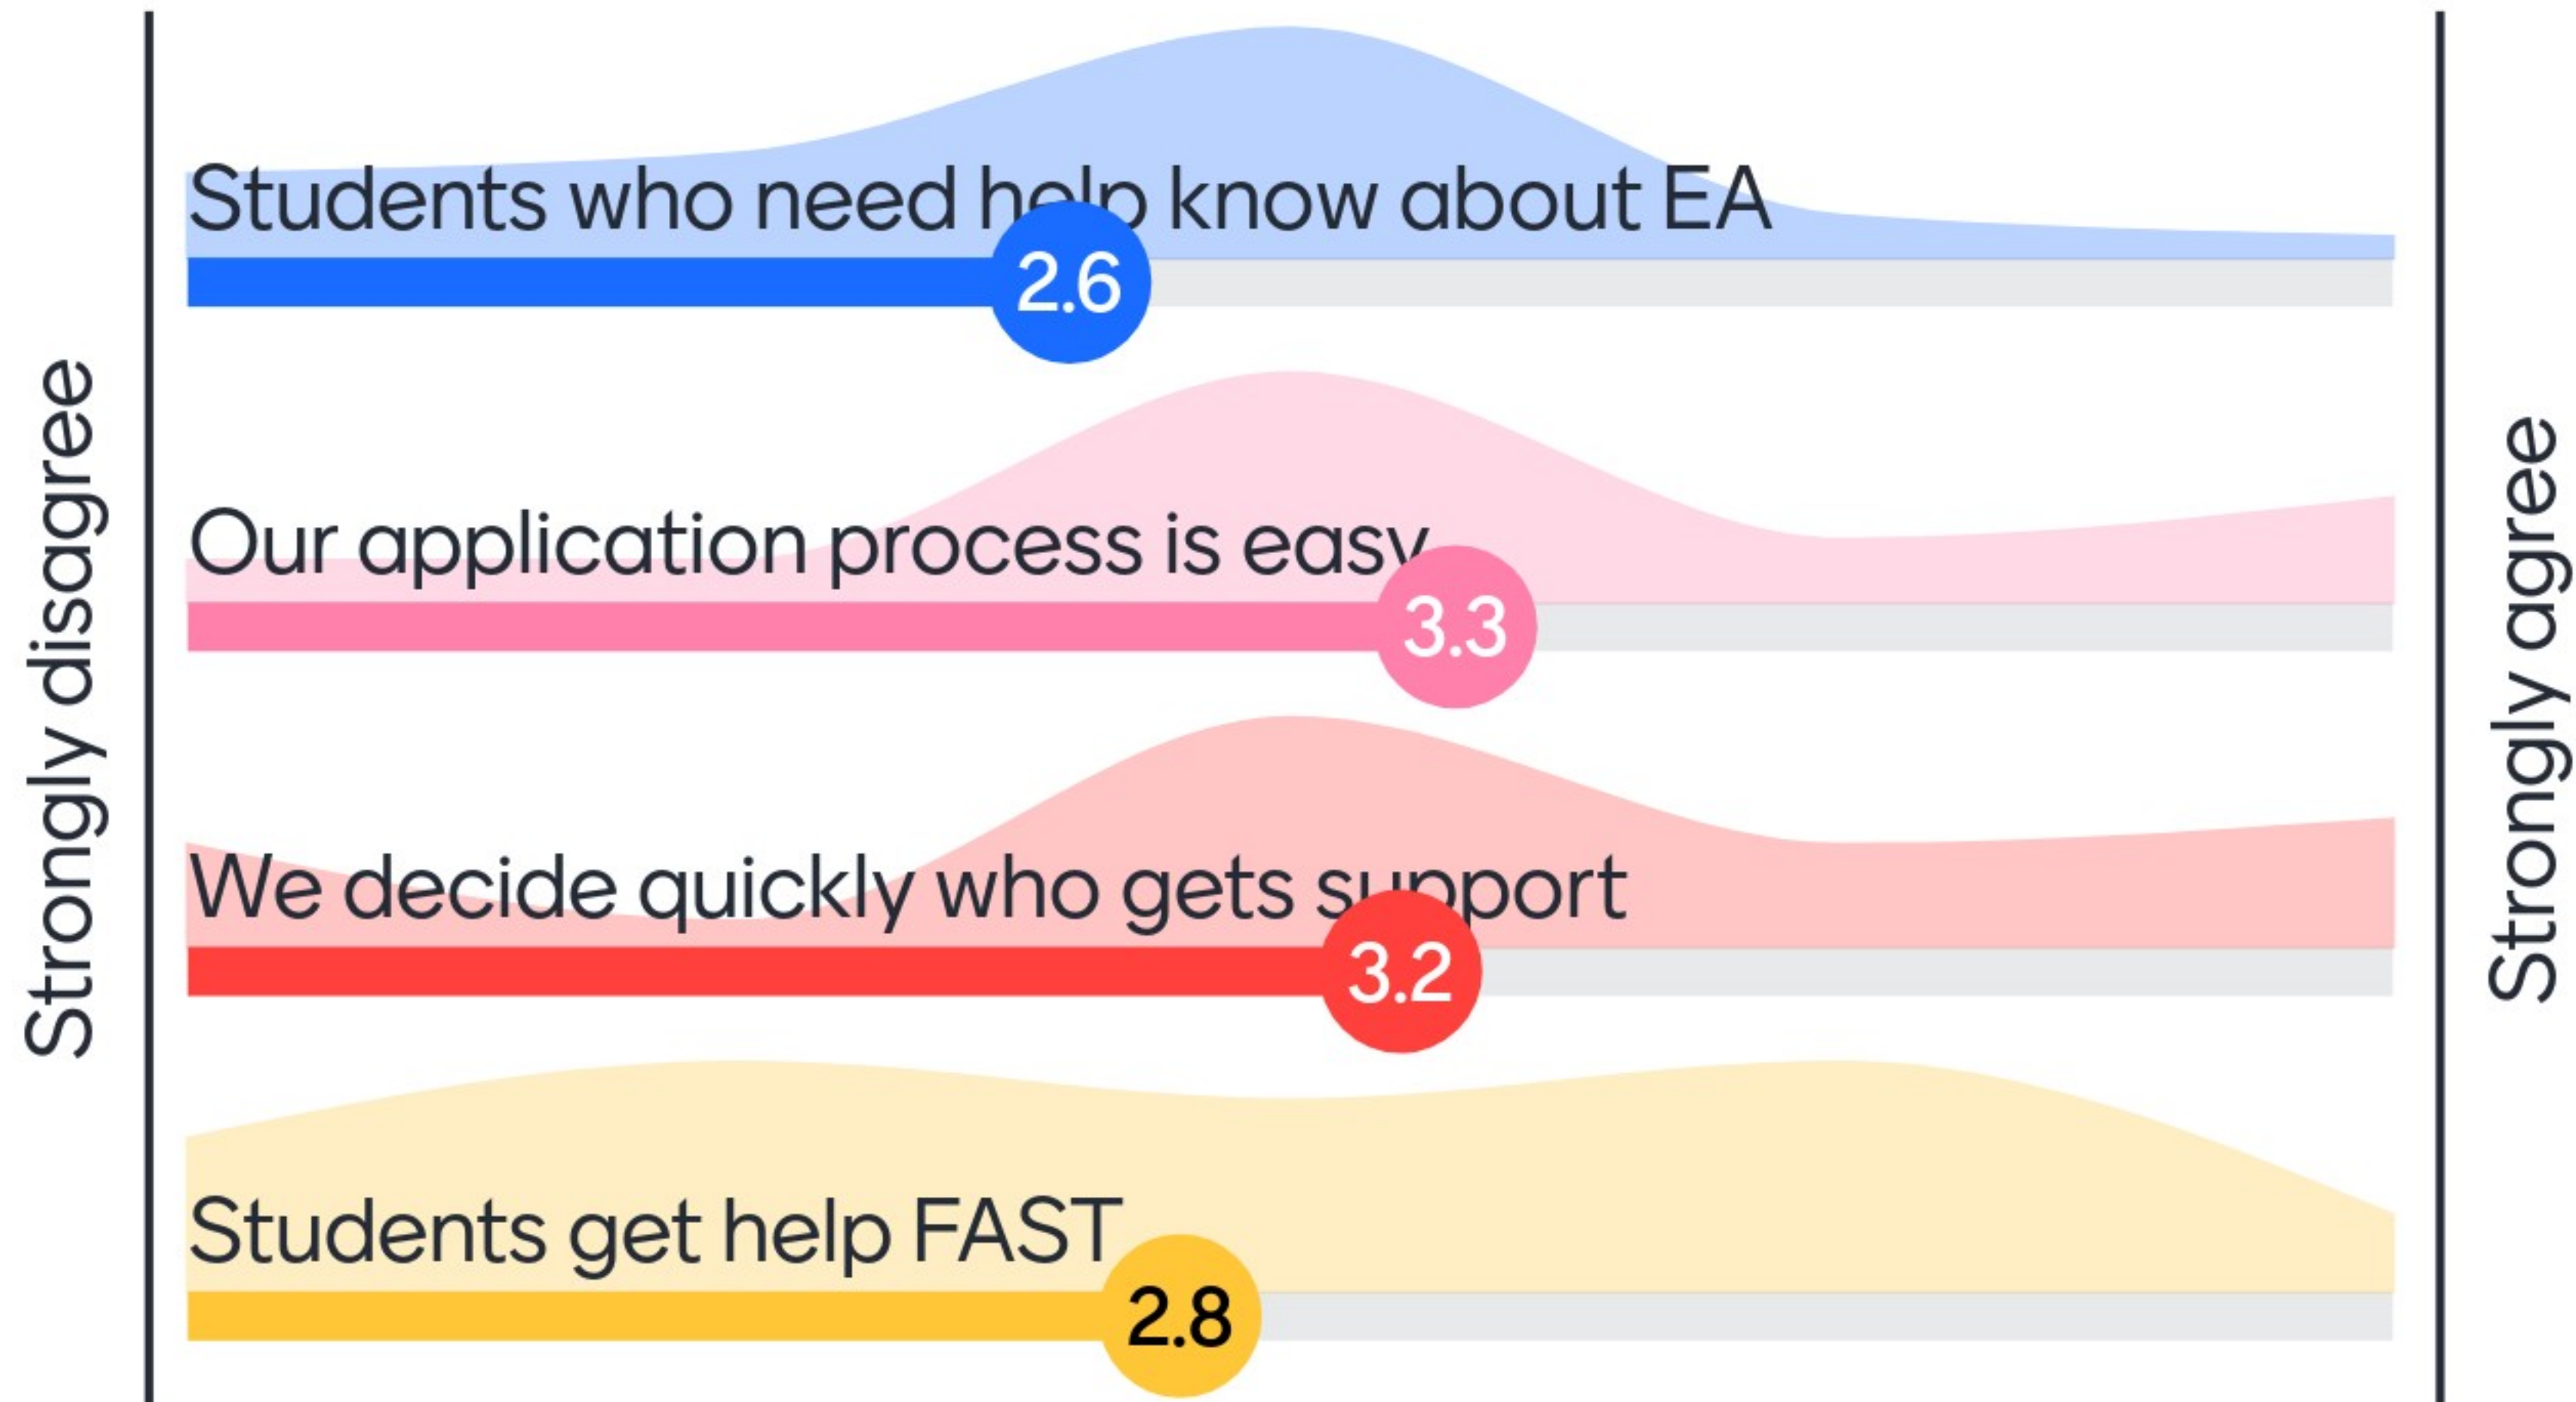 Strongly disagree
Students who need help know about EA
2.6
Our application process is easy
3.3
We decide quickly who gets support
3.2
Students get help FAST
2.8
Strongly agree